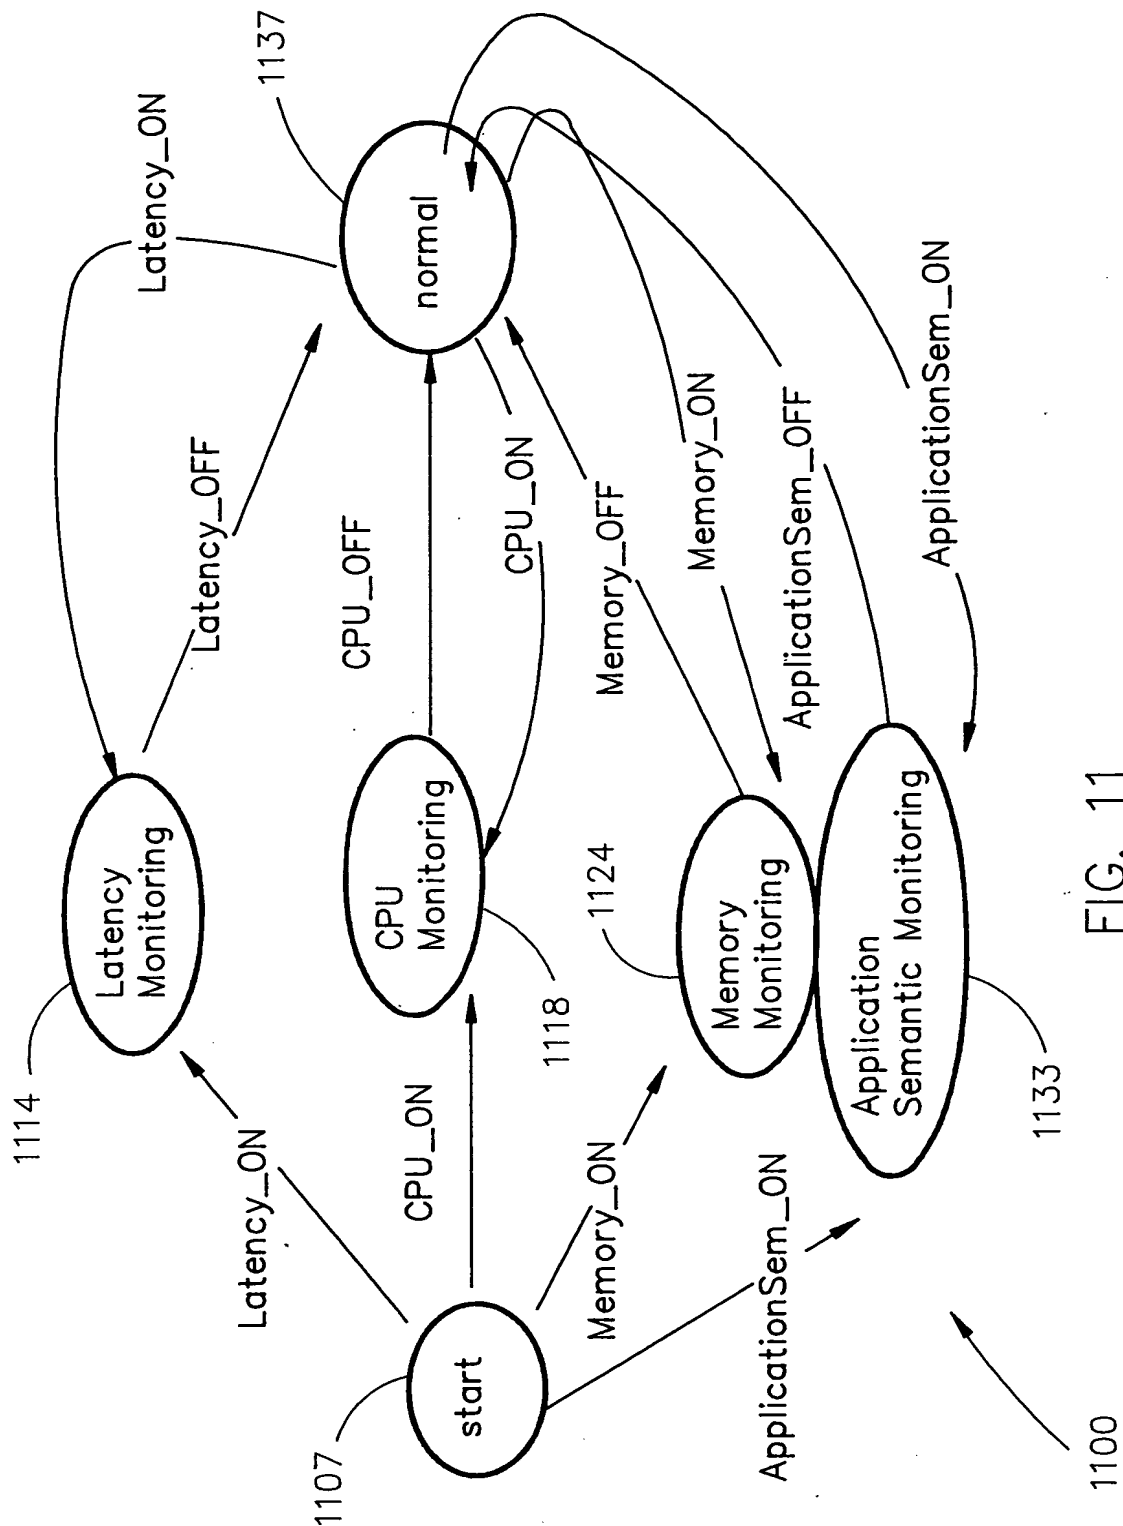 1107
start
1114
Latency_ON
Latency
Monitoring
Latency_OFF
Latency_ON
1137
normal
CPU_ON
CPU
Monitoring
1118
CPU_OFF
CPU_ON
Memory_ON
1124
Memory
Monitoring
Memory_OFF
Memory_ON
ApplicationSem_ON
Application
Semantic Monitoring
1133
ApplicationSem_OFF
ApplicationSem_ON
1100
FIG. 11